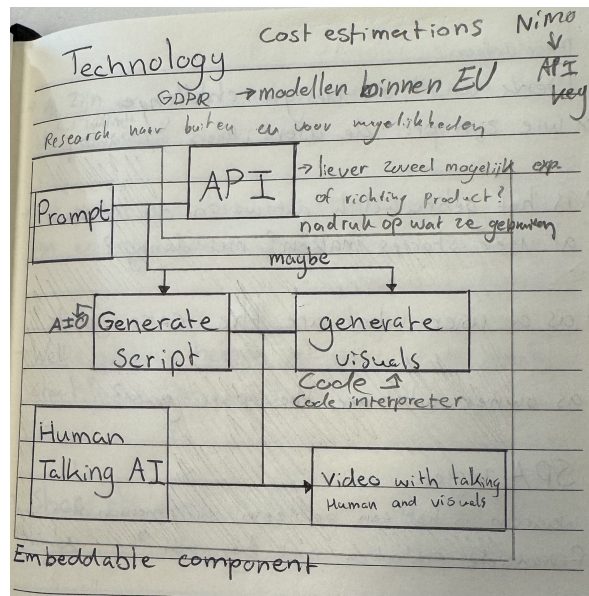 Cost estimations
Nimo
API
key
Technology
GDPR → modellen binnen EU
Research naar buiten en voor mogelijkheden
API
→ liever zoveel mogelijk exp.
of richting product?
nadruk op wat ze gebruiken
Prompt
maybe
AIO
Generate
script
generate
visuals
Code
Code interpreter
Human
Talking AI
Video with talking
Human and visuals
Embeddable component